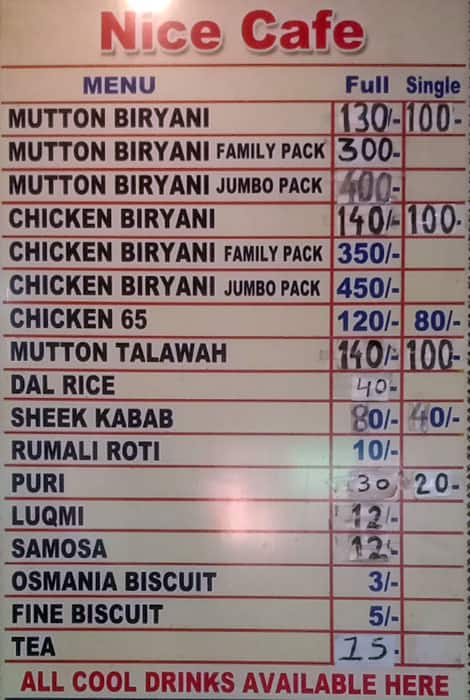 Nice Cafe
MENU Full Single
MUTTON BIRYANI 130/- 100-
MUTTON BIRYANI FAMILY PACK 300-
MUTTON BIRYANI JUMBO PACK 400-
CHICKEN BIRYANI 140/- 100-
CHICKEN BIRYANI FAMILY PACK 350/-
CHICKEN BIRYANI JUMBO PACK 450/-
CHICKEN 65 120/- 80/-
MUTTON TALAWAH 140/- 100-
DAL RICE 40-
SHEEK KABAB 80/- 40/-
RUMALI ROTI 10/-
PURI 30 20-
LUQMI 12/-
SAMOSA 12/-
OSMANIA BISCUIT 3/-
FINE BISCUIT 5/-
TEA 15-
ALL COOL DRINKS AVAILABLE HERE